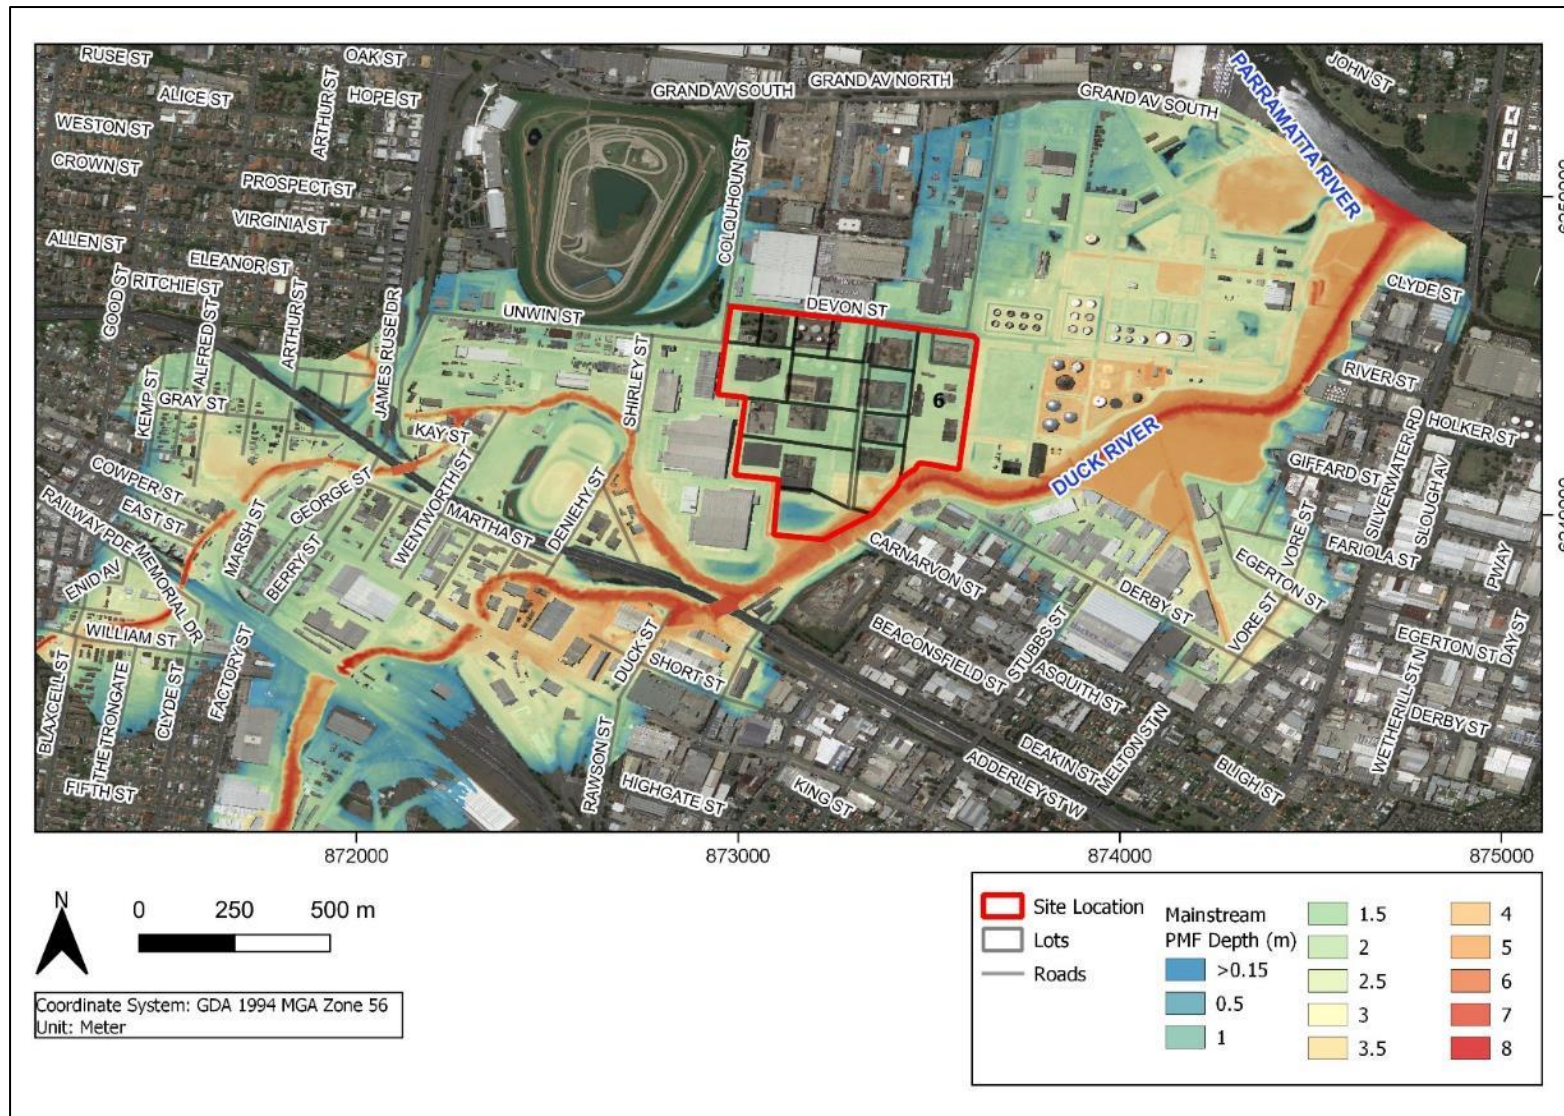 RUSE ST
OAK ST
JOHN ST
ALICE ST
ARTHUR ST
HOPE ST
GRAND AV SOUTH
GRAND AV NORTH
GRAND AV SOUTH
PARRAMATTA RIVER
WESTON ST
CROWN ST
PROSPECT ST
COLQUHOUN ST
VIRGINIA ST
ALLEN ST
ELEANOR ST
RITCHIE ST
GOOD ST
ALFRED ST
ARTHUR ST
JAMES RUSE DR
UNWIN ST
DEVON ST
CLYDE ST
SHIRLEY ST
KEMP ST
GRAY ST
KAY ST
6
RIVER ST
SILVERWATER RD
HOLKER ST
DUCK RIVER
GIFFARD ST
SLOUGH AV
COWPER ST
EAST ST
RAILWAY PDE
MEMORIAL DR
MARSH ST
GEORGE ST
BERRY ST
WENTWORTH ST
MARTHA ST
DENIEHY ST
CARNARVON ST
VORE ST
FARIOLA ST
PWAY
ENID AV
EGERTON ST
DERBY ST
VORE ST
WILLIAM ST
FACTORY ST
DUCK ST
SHORT ST
BEACONSFIELD ST
STUBBS ST
ASQUITH ST
EGERTON ST
DAY ST
WETHERILL ST N
DERBY ST
BLAXCELL ST
THE TRONGATE
CLYDE ST
FIFTH ST
RAWSON ST
HIGHGATE ST
KING ST
ADDERLEY ST W
DEAKIN ST
MELTON ST N
BLIGH ST
872000
873000
874000
875000
N
0 250 500 m
Coordinate System: GDA 1994 MGA Zone 56
Unit: Meter
Site Location
Lots
Roads
Mainstream
PMF Depth (m)
>0.15
0.5
1
1.5
2
2.5
3
3.5
4
5
6
7
8